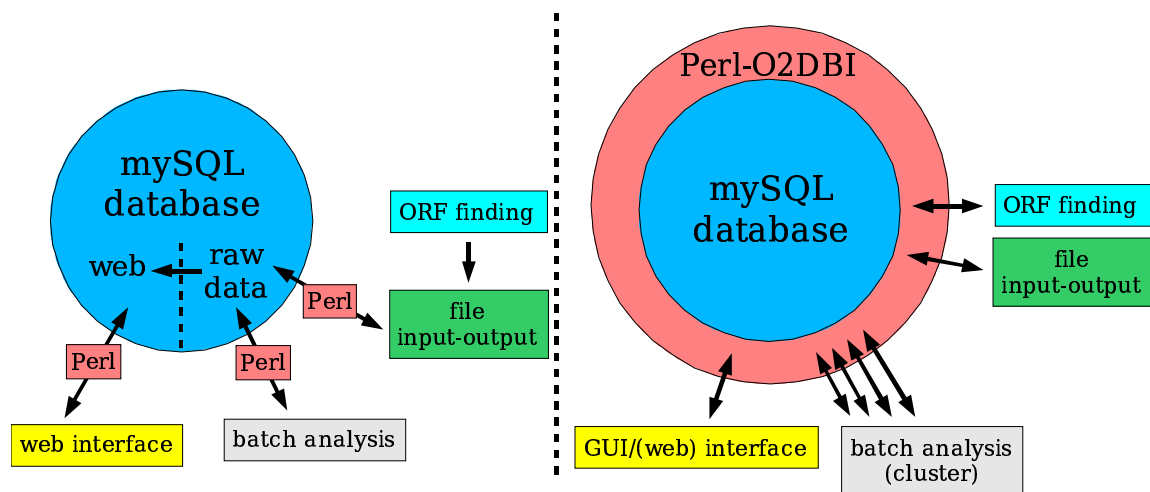 mySQL
database
web
raw
data
Perl
Perl
Perl
ORF finding
file
input-output
web interface
batch analysis
Perl-O2DBI
mySQL
database
ORF finding
file
input-output
GUI/(web) interface
batch analysis
(cluster)